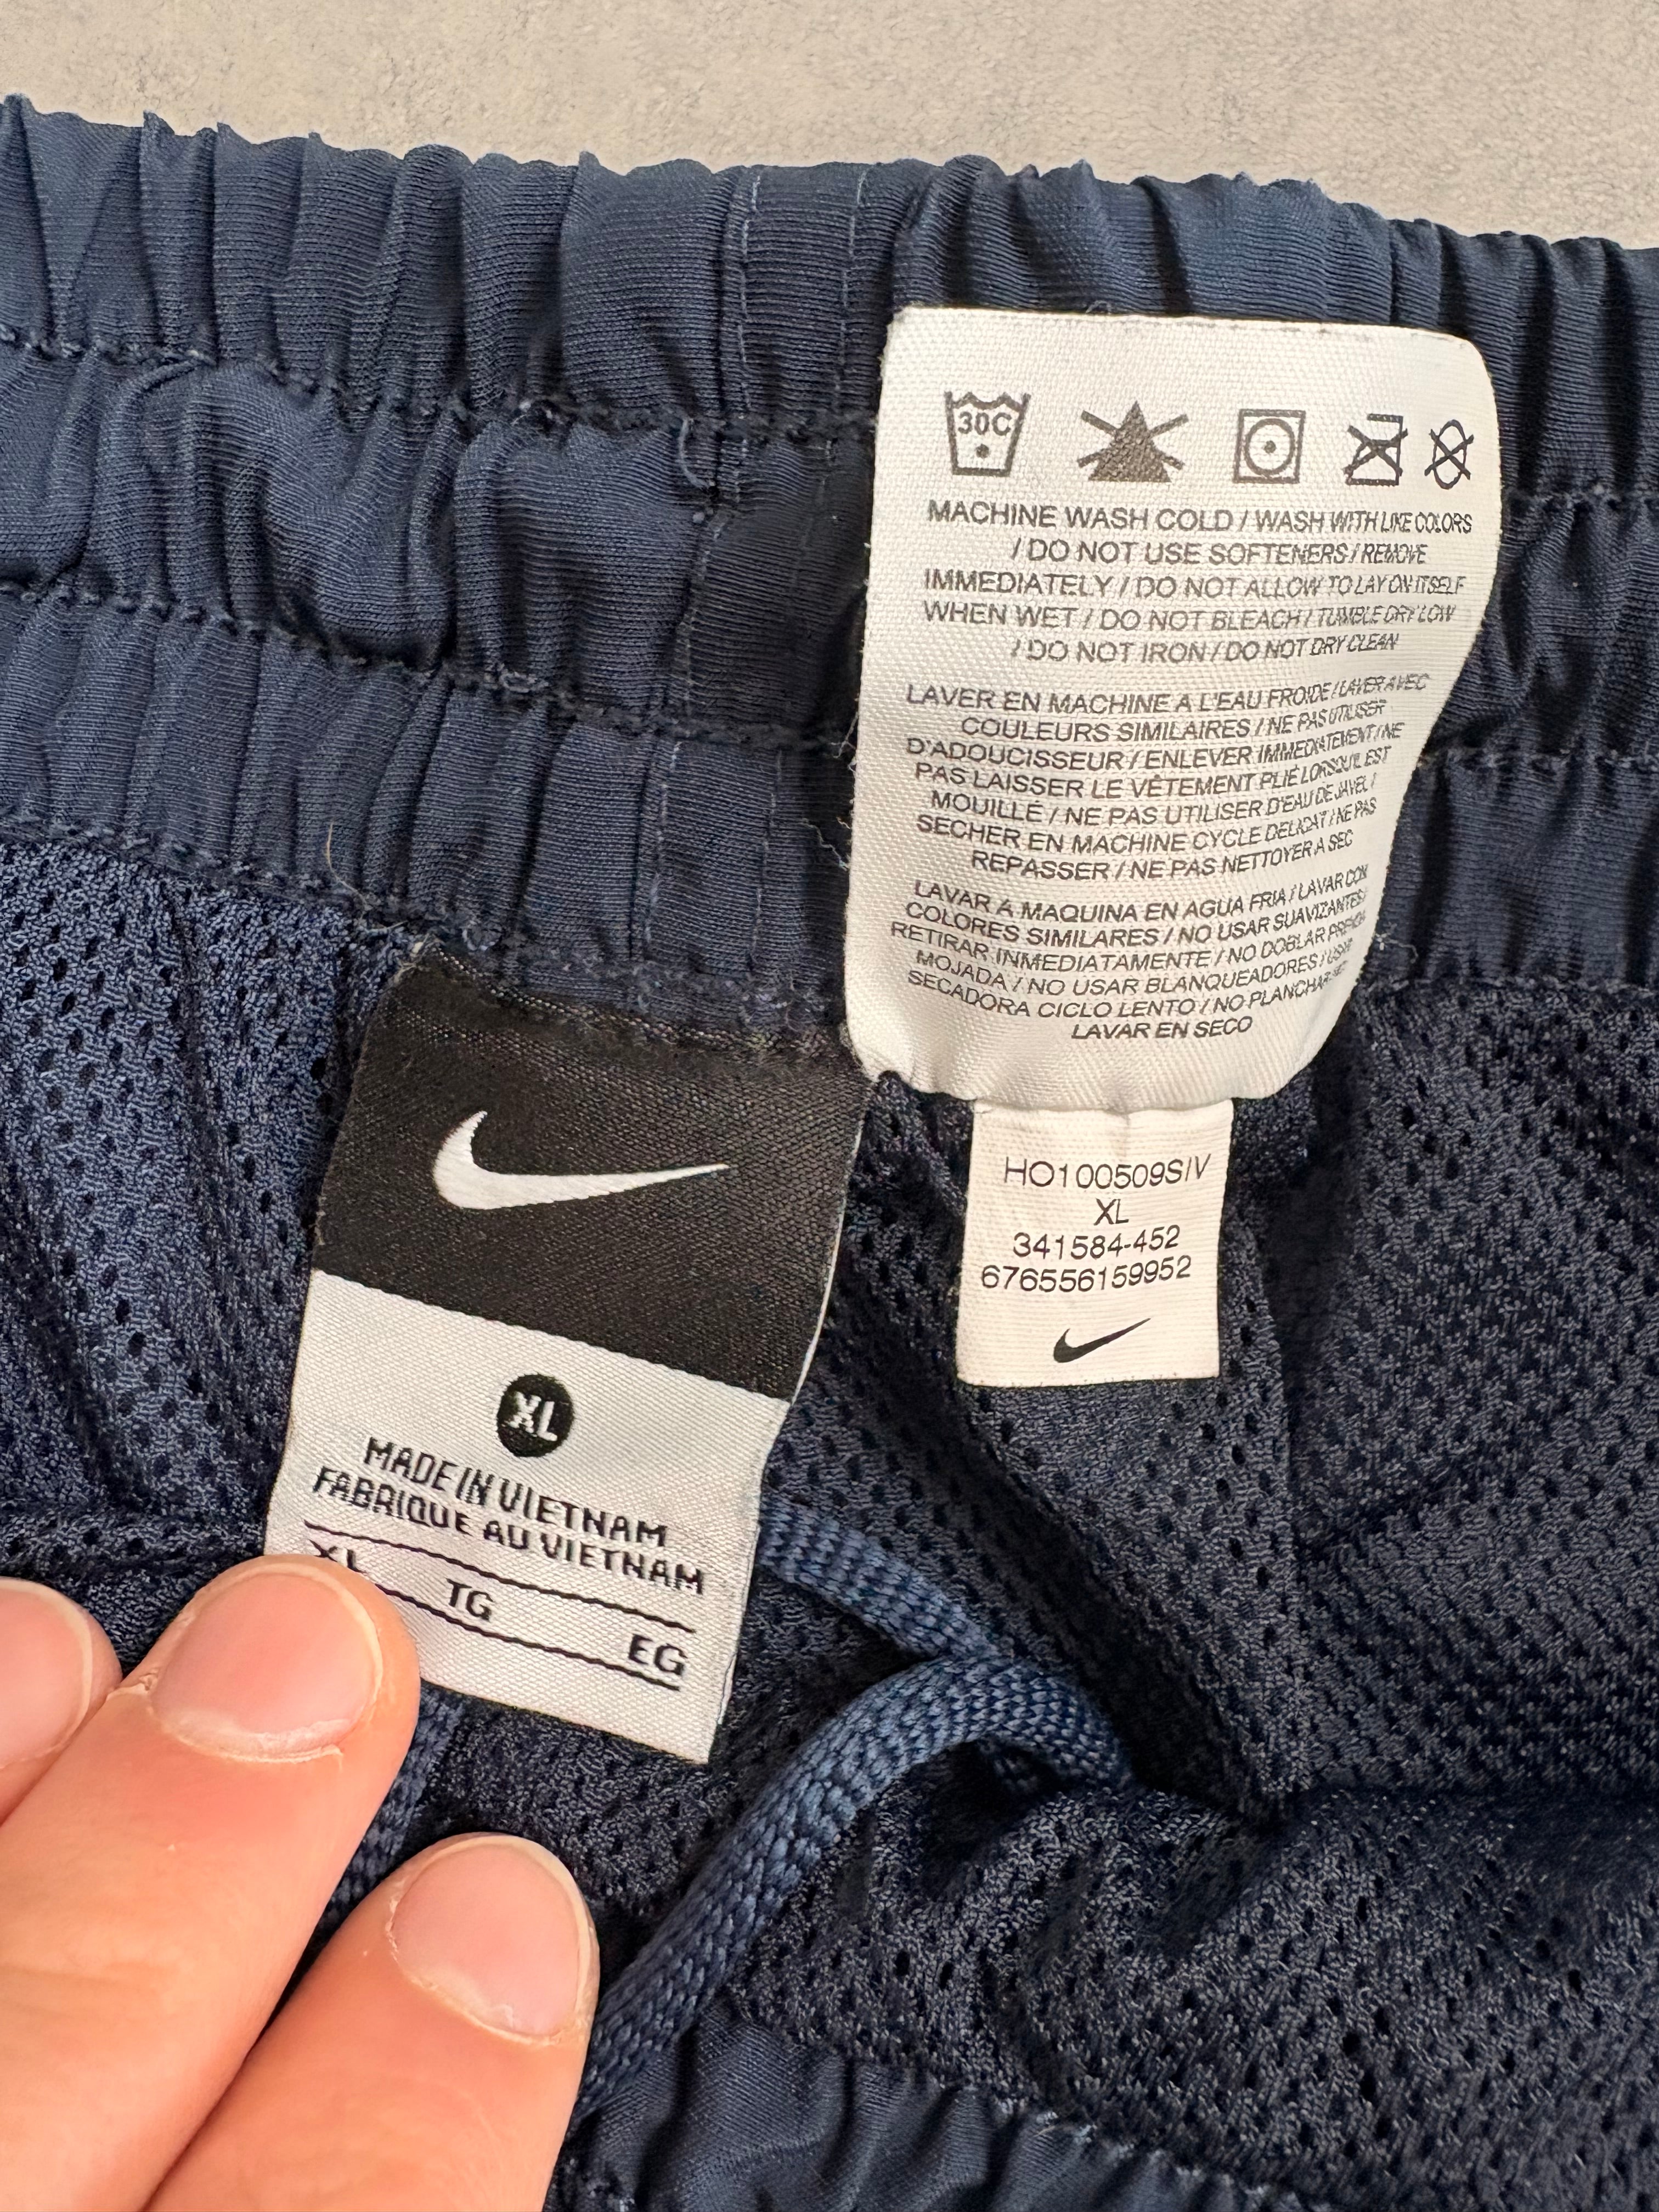 30C
MACHINE WASH COLD / WASH WITH LIKE COLORS
/ DO NOT USE SOFTENERS / REMOVE
IMMEDIATELY / DO NOT ALLOW TO LAY ON ITSELF
WHEN WET / DO NOT BLEACH / TUMBLE DRY LOW
/ DO NOT IRON / DO NOT DRY CLEAN
LAVER EN MACHINE A L'EAU FROIDE / LAVER AVEC
COULEURS SIMILAIRES / NE PAS UTILISER
D'ADOUCISSEUR / ENLEVER IMMEDIATEMENT / NE
PAS LAISSER LE VÊTEMENT PLIÉ LORSQU'IL EST
MOUILLÉ / NE PAS UTILISER D'EAU DE JAVEL /
SECHER EN MACHINE CYCLE DELICAT / NE PAS
REPASSER / NE PAS NETTOYER A SEC
LAVAR A MAQUINA EN AGUA FRIA / LAVAR CON
COLORES SIMILARES / NO USAR SUAVIZANTES /
RETIRAR INMEDIATAMENTE / NO DOBLAR
MOJADA / NO USAR BLANQUEADORES / USAR
SECADORA CICLO LENTO / NO PLANCHAR
LAVAR EN SECO
HO100509S/V
XL
341584-452
676556159952
XL
MADE IN VIETNAM
FABRIQUE AU VIETNAM
XL TG EG